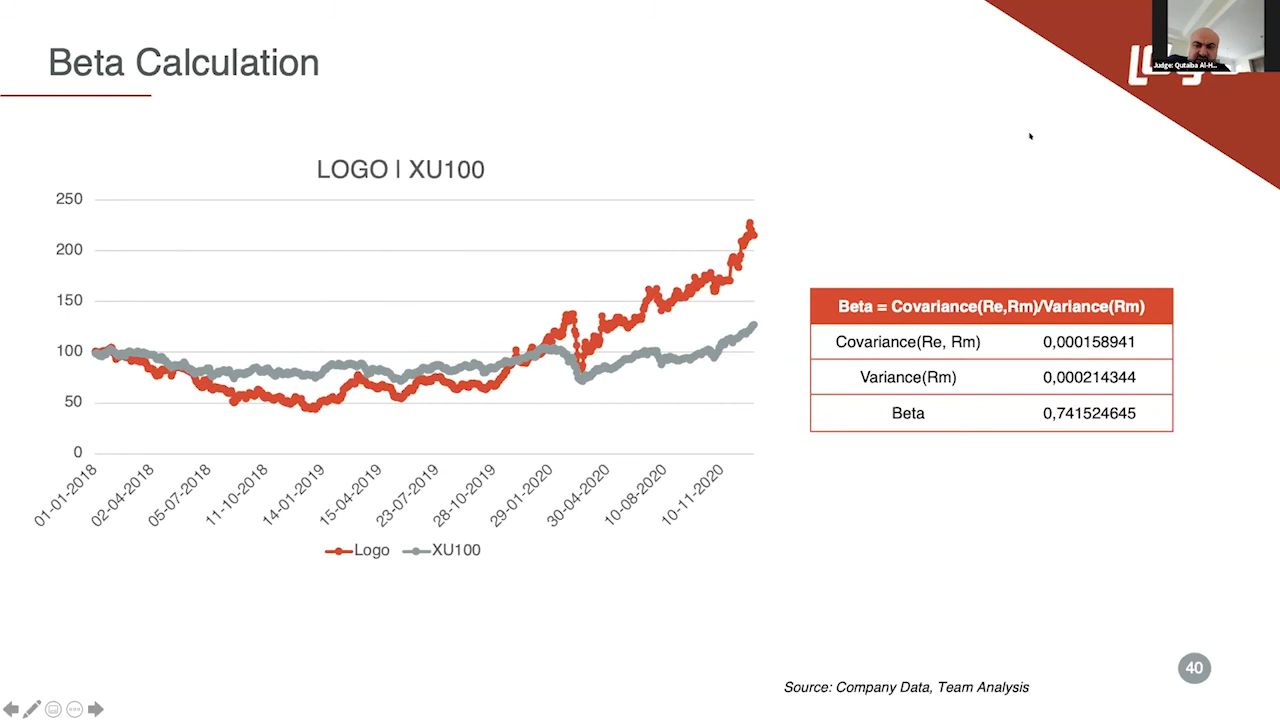 Beta Calculation
Judge: Qutaiba Al-H...
LOGO | XU100
250
200
150
100
50
0
01-01-2018
02-04-2018
05-07-2018
11-10-2018
14-01-2019
15-04-2019
23-07-2019
28-10-2019
29-01-2020
30-04-2020
10-08-2020
10-11-2020
Logo XU100
Beta = Covariance(Re,Rm)/Variance(Rm)
Covariance(Re, Rm) 0,000158941
Variance(Rm) 0,000214344
Beta 0,741524645
40
Source: Company Data, Team Analysis